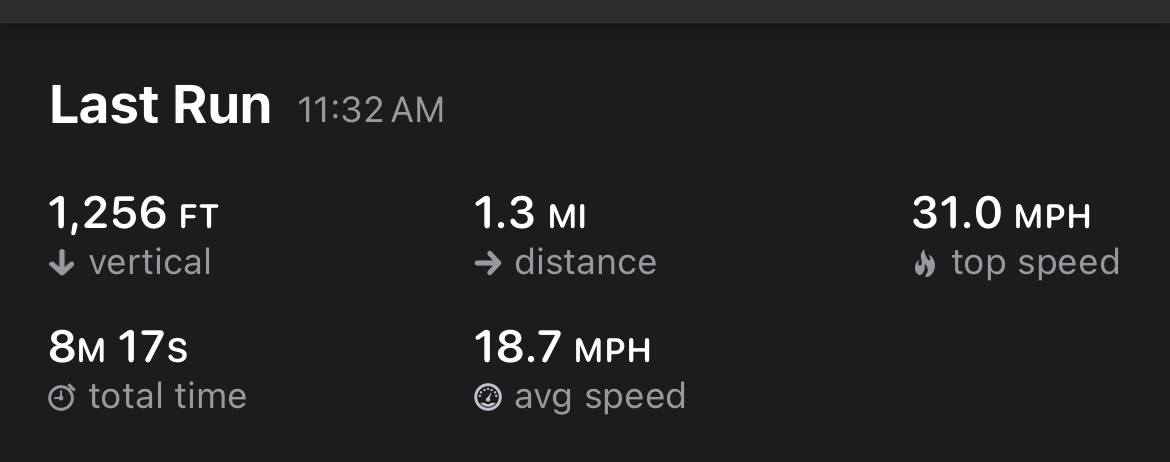 Last Run 11:32 AM
1,256 FT 1.3 MI 31.0 MPH
vertical distance top speed
8M 17S 18.7 MPH
total time avg speed